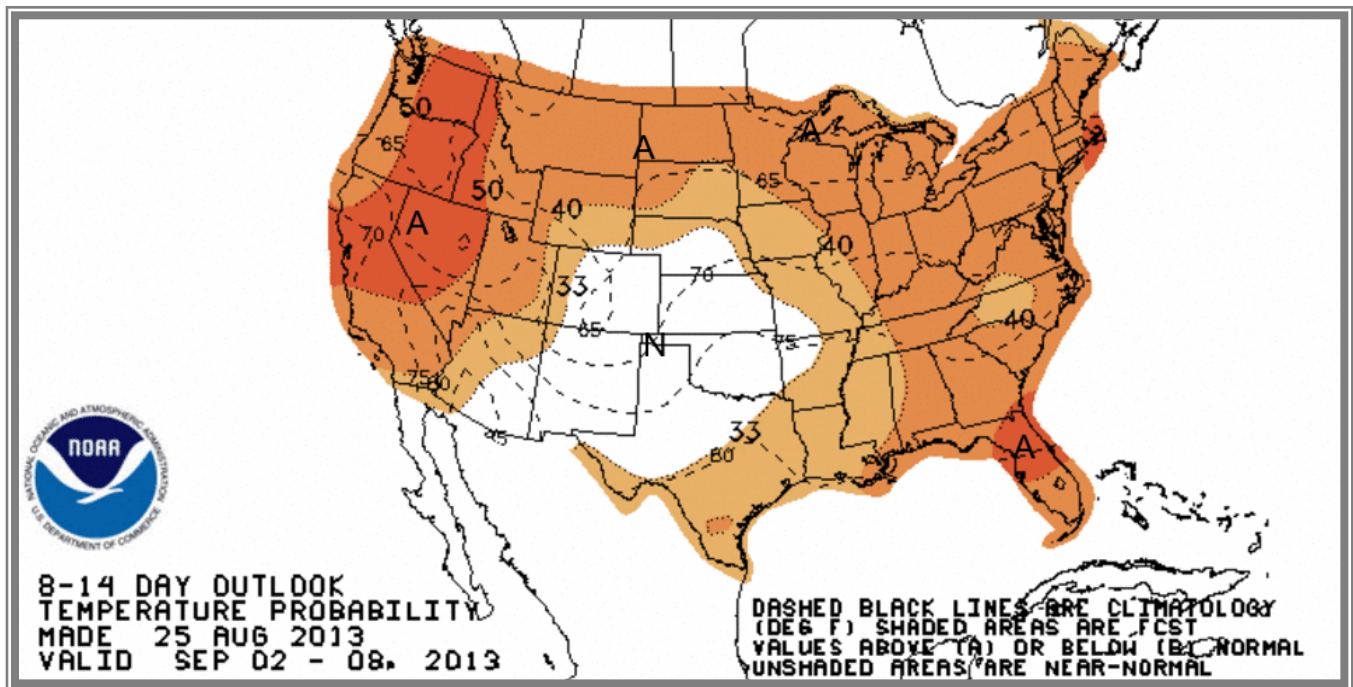 50
65
A
A
65
50
A
40
70
40
70
33
65
N
75
40
75
80
33
80
A
NATIONAL OCEANIC AND ATMOSPHERIC ADMINISTRATION
NOAA
U.S. DEPARTMENT OF COMMERCE
8-14 DAY OUTLOOK
TEMPERATURE PROBABILITY
MADE 25 AUG 2013
VALID SEP 02 - 08, 2013
DASHED BLACK LINES ARE CLIMATOLOGY
(DEG F) SHADED AREAS ARE FCST
VALUES ABOVE (A) OR BELOW (B) NORMAL
UNSHADED AREAS ARE NEAR-NORMAL